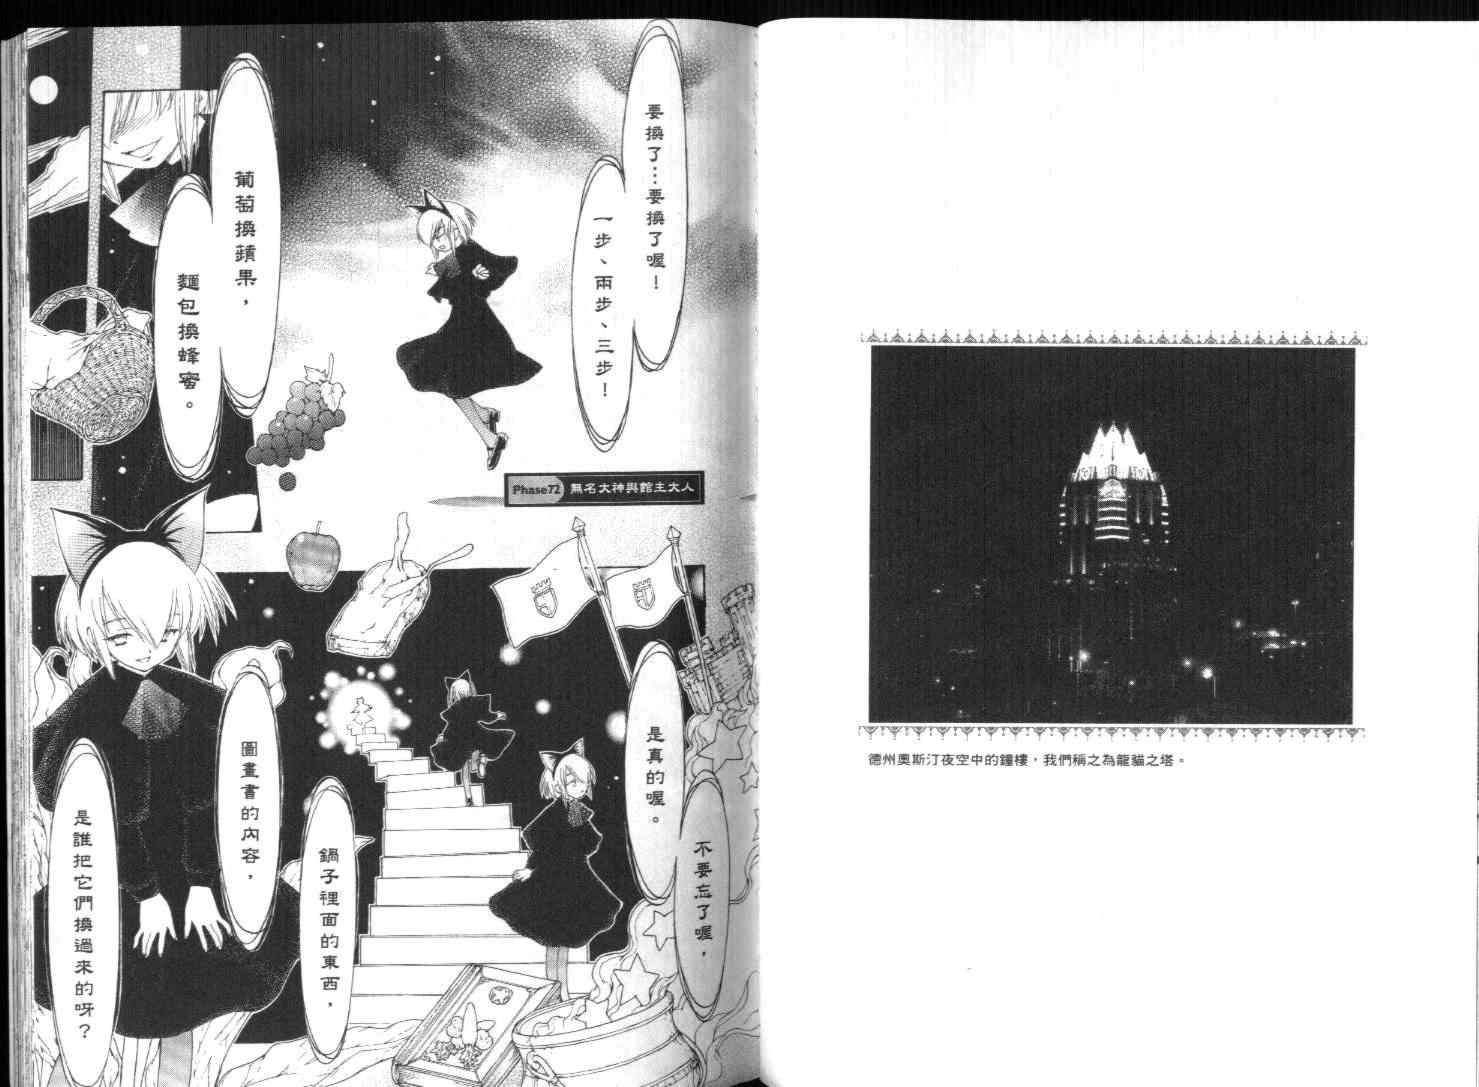 德州奧斯汀夜空中的鐘樓，我們稱之為龍貓之塔。
要換了…要換了喔！
一步、兩步、三步！
葡萄換蘋果，
麵包換蜂蜜。
Phase72 無名大神與館主大人
是真的喔。
不要忘了喔，
鍋子裡面的東西，
圖畫書的內容，
是誰把它們換過來的呀？